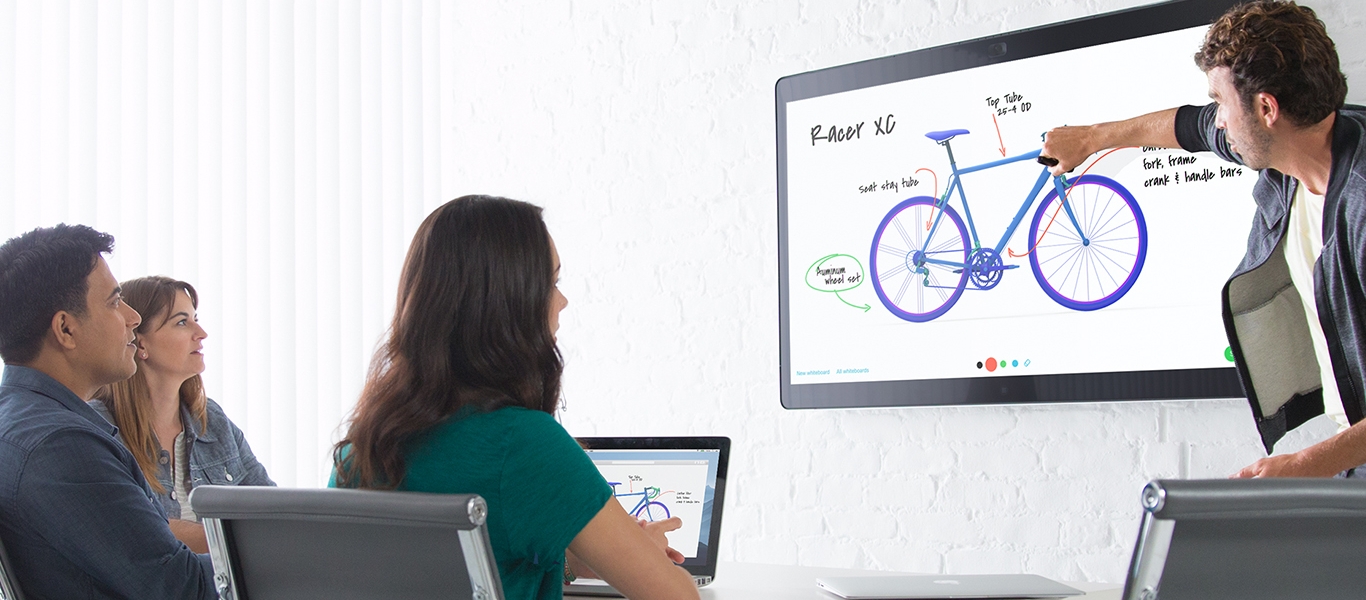 Racer XC
Top Tube
25-4 OD
fork, frame
crank & handle bars
Seat stay tube
Aluminum
wheel set
New whiteboard All whiteboards